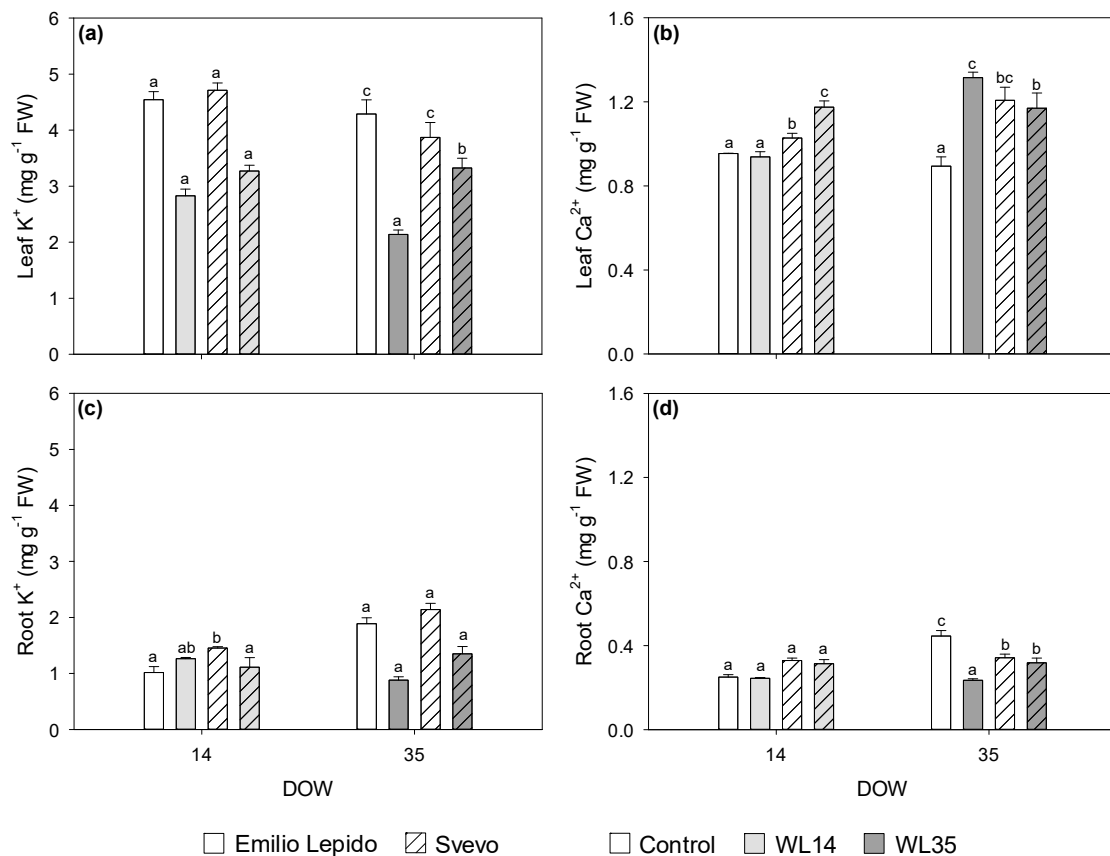 (a)
Leaf K⁺ (mg g⁻¹ FW)
6
5
4
3
2
1
0
a
a
a
a
c
a
c
b
(b)
Leaf Ca²⁺ (mg g⁻¹ FW)
1.6
1.2
0.8
0.4
0.0
a
a
b
c
a
c
bc
b
(c)
Root K⁺ (mg g⁻¹ FW)
6
5
4
3
2
1
0
a
ab
b
a
a
a
a
a
14
35
DOW
(d)
Root Ca²⁺ (mg g⁻¹ FW)
1.6
1.2
0.8
0.4
0.0
a
a
a
a
c
a
b
b
14
35
DOW
Emilio Lepido Svevo Control WL14 WL35